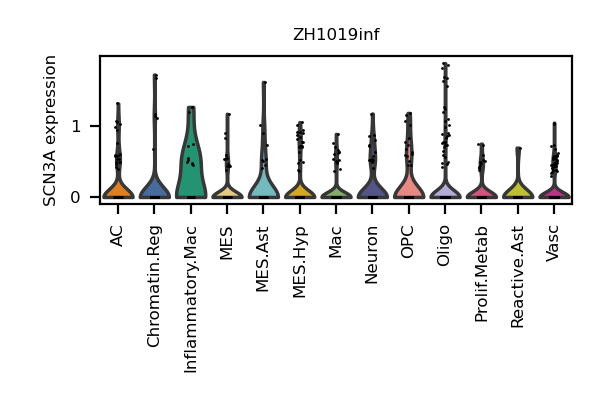 ZH1019inf
SCN3A expression
1
0
AC
Chromatin.Reg
Inflammatory.Mac
MES
MES.Ast
MES.Hyp
Mac
Neuron
OPC
Oligo
Prolif.Metab
Reactive.Ast
Vasc